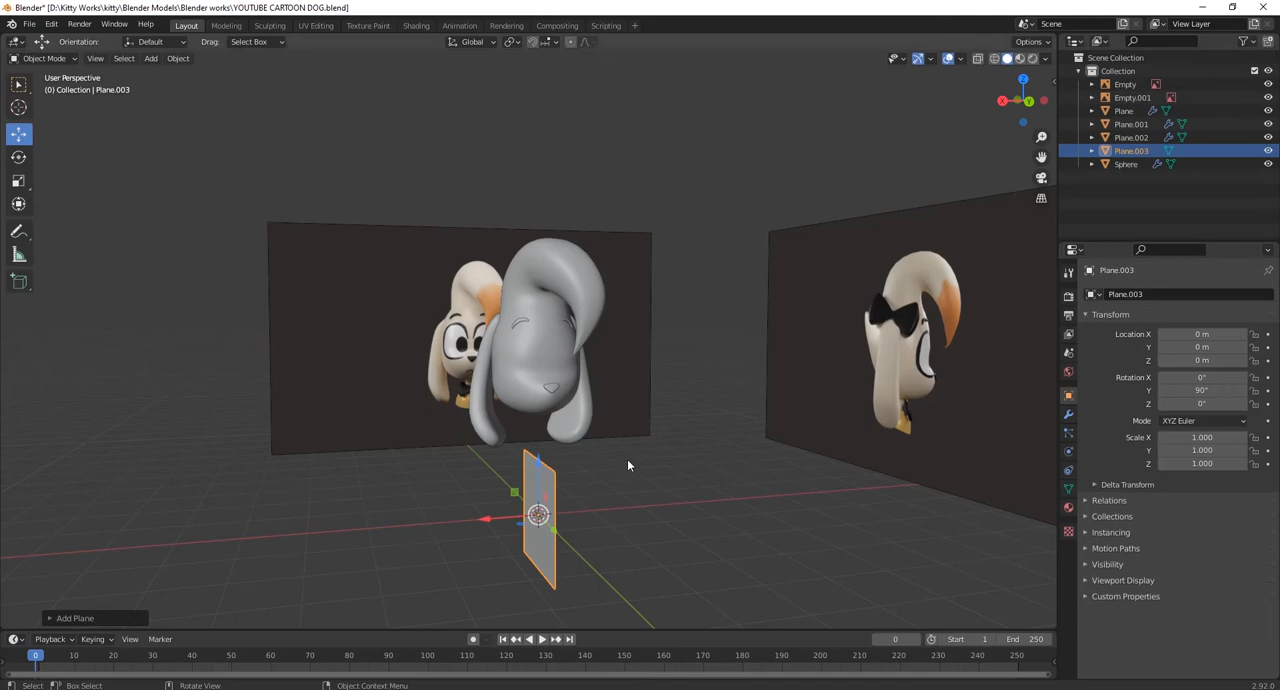 Blender* [D:\Kitty Works\kitty\Blender Models\Blender works\YOUTUBE CARTOON DOG.blend]
File Edit Render Window Help Layout Modeling Sculpting UV Editing Texture Paint Shading Animation Rendering Compositing Scripting + Scene View Layer
Orientation: Default Drag: Select Box Global Options
Object Mode View Select Add Object
User Perspective
(0) Collection | Plane.003
Z
X Y
Scene Collection
Collection
Empty
Empty.001
Plane
Plane.001
Plane.002
Plane.003
Sphere
Plane.003
Plane.003
Transform
Location X 0 m
Y 0 m
Z 0 m
Rotation X 0°
Y 90°
Z 0°
Mode XYZ Euler
Scale X 1.000
Y 1.000
Z 1.000
Delta Transform
Relations
Collections
Instancing
Motion Paths
Visibility
Viewport Display
Custom Properties
Add Plane
Playback Keying View Marker 0 Start 1 End 250
0 10 20 30 40 50 60 70 80 90 100 110 120 130 140 150 160 170 180 190 200 210 220 230 240 250
Select Box Select Rotate View Object Context Menu 2.92.0